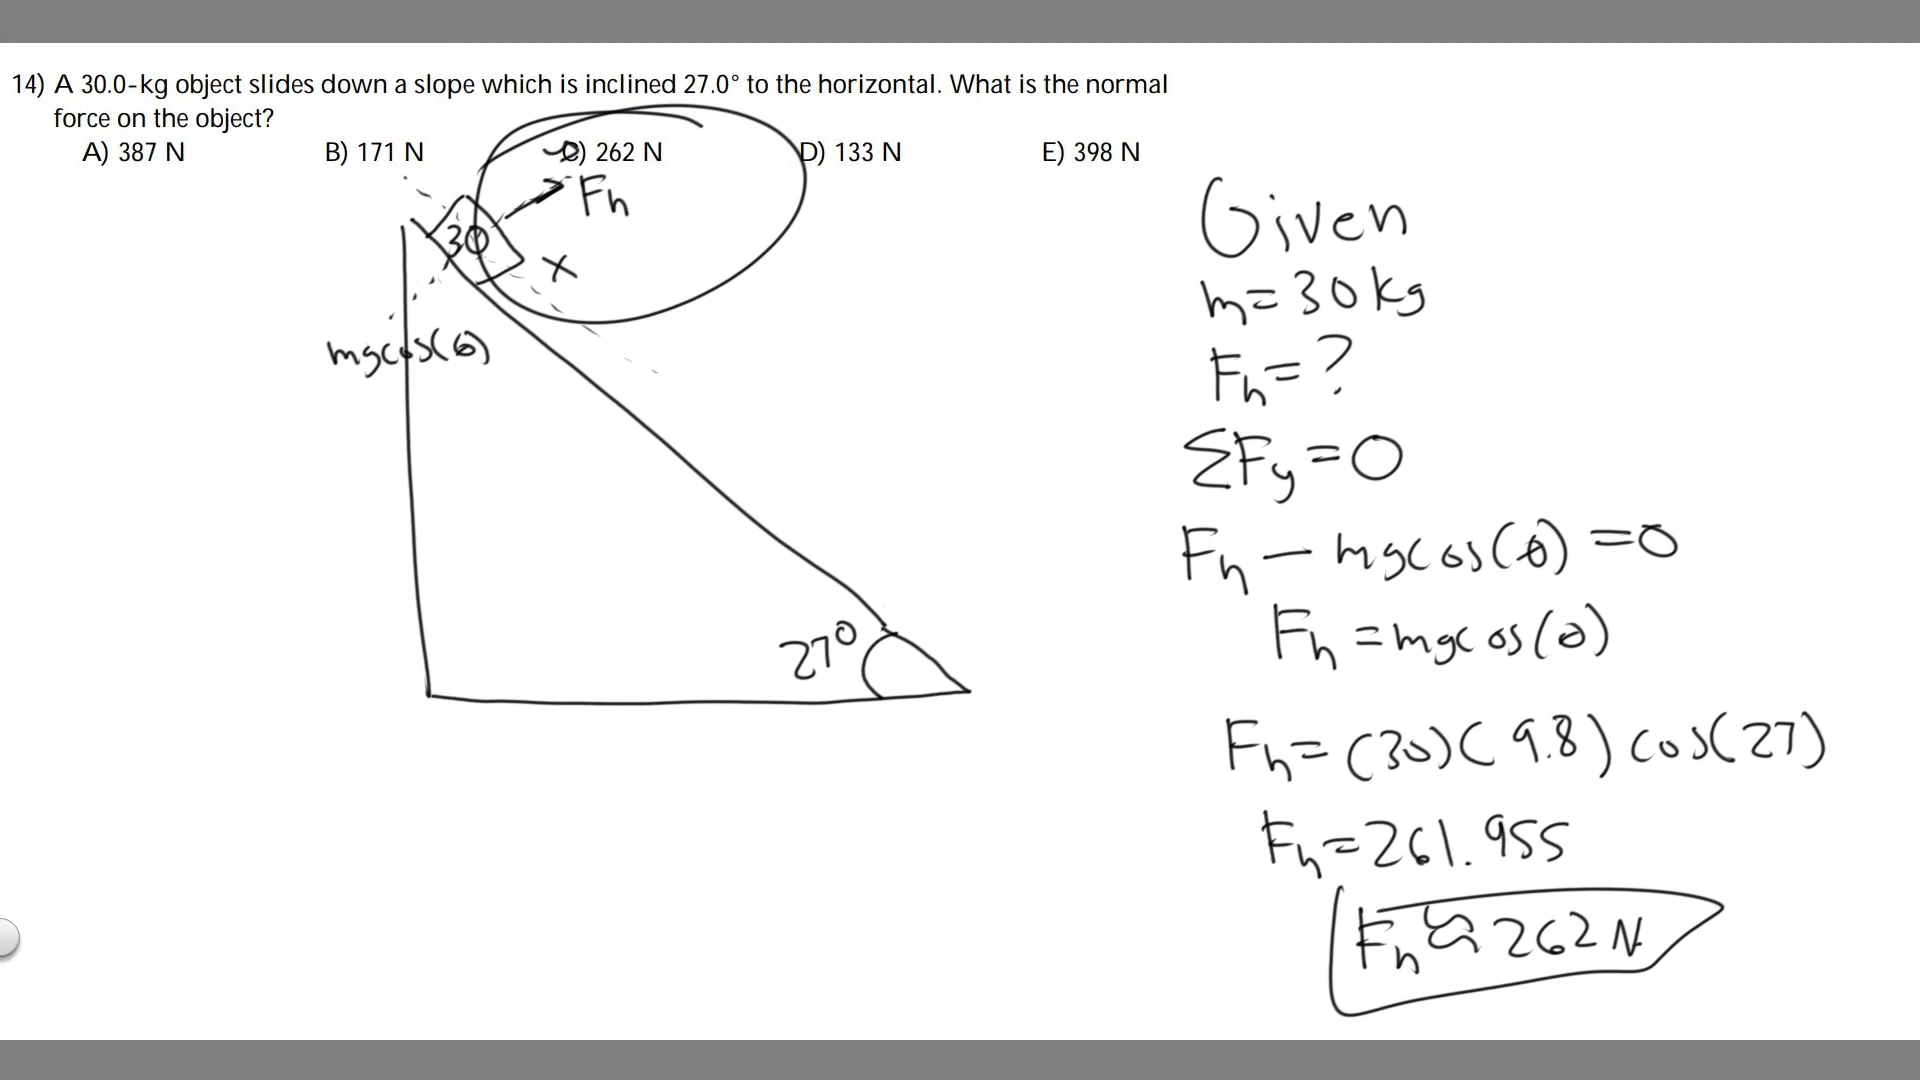 14) A 30.0-kg object slides down a slope which is inclined 27.0° to the horizontal. What is the normal
force on the object?
A) 387 N B) 171 N C) 262 N D) 133 N E) 398 N
Fn
30
x
mgcos(θ)
27°
Given
m=30kg
Fn=?
ΣFy=0
Fn - mgcos(θ) =0
Fn =mgcos(θ)
Fn=(30)(9.8)cos(27)
Fn=261.955
Fn≈262N